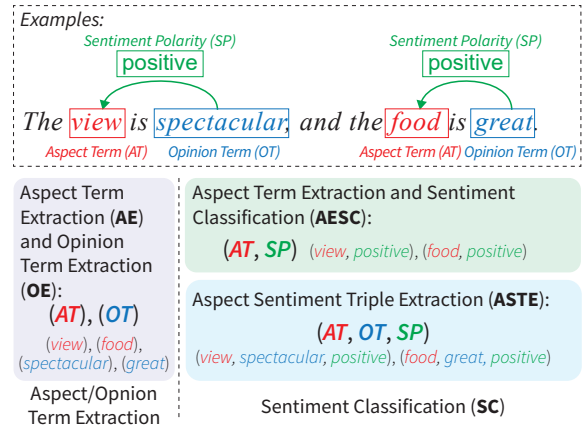 Examples:
Sentiment Polarity (SP)
Sentiment Polarity (SP)
positive
positive
The view is spectacular, and the food is great.
Aspect Term (AT)
Opinion Term (OT)
Aspect Term (AT) Opinion Term (OT)
Aspect Term
Extraction (AE)
and Opinion
Term Extraction
(OE):
(AT), (OT)
(view), (food),
(spectacular), (great)
Aspect/Opnion
Term Extraction
Aspect Term Extraction and Sentiment
Classification (AESC):
(AT, SP) (view, positive), (food, positive)
Aspect Sentiment Triple Extraction (ASTE):
(AT, OT, SP)
(view, spectacular, positive), (food, great, positive)
Sentiment Classification (SC)